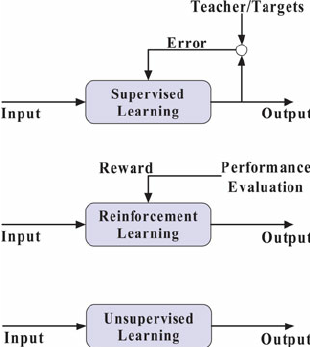 Teacher/Targets
Error
Supervised
Learning
Input
Output
Reward
Performance
Evaluation
Reinforcement
Learning
Input
Output
Unsupervised
Learning
Input
Output